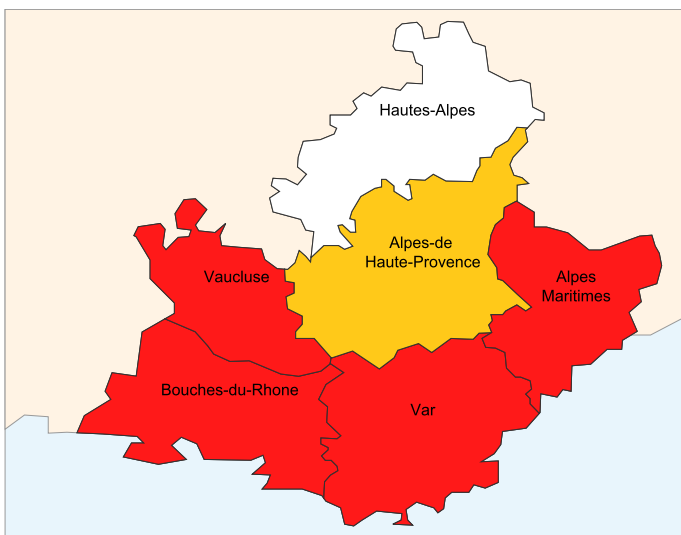 Hautes-Alpes
Alpes-de
Haute-Provence
Vaucluse
Alpes
Maritimes
Bouches-du-Rhone
Var